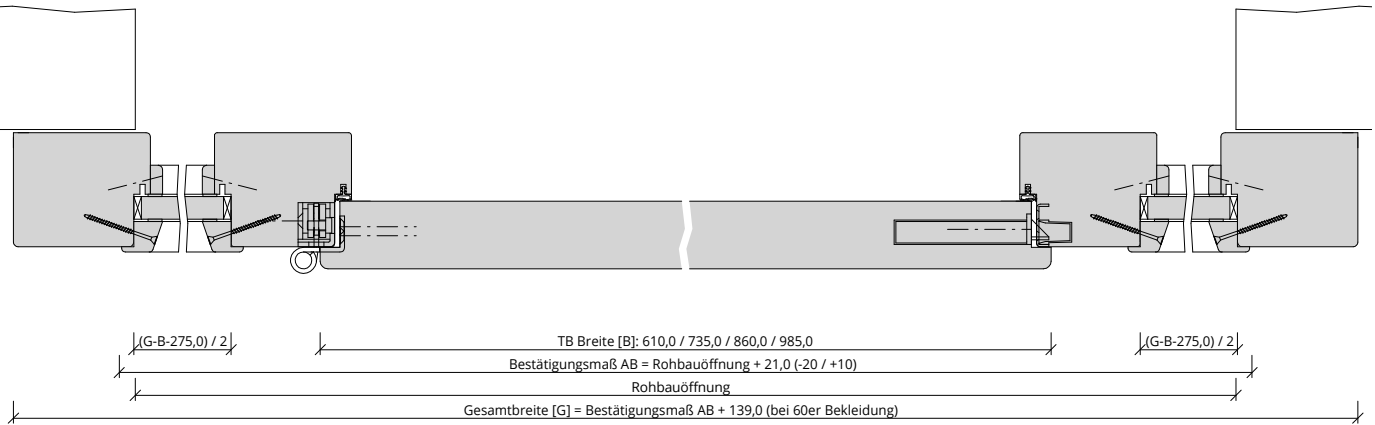 (G-B-275,0) / 2 TB Breite [B]: 610,0 / 735,0 / 860,0 / 985,0 (G-B-275,0) / 2
Bestätigungsmaß AB = Rohbauöffnung + 21,0 (-20 / +10)
Rohbauöffnung
Gesamtbreite [G] = Bestätigungsmaß AB + 139,0 (bei 60er Bekleidung)